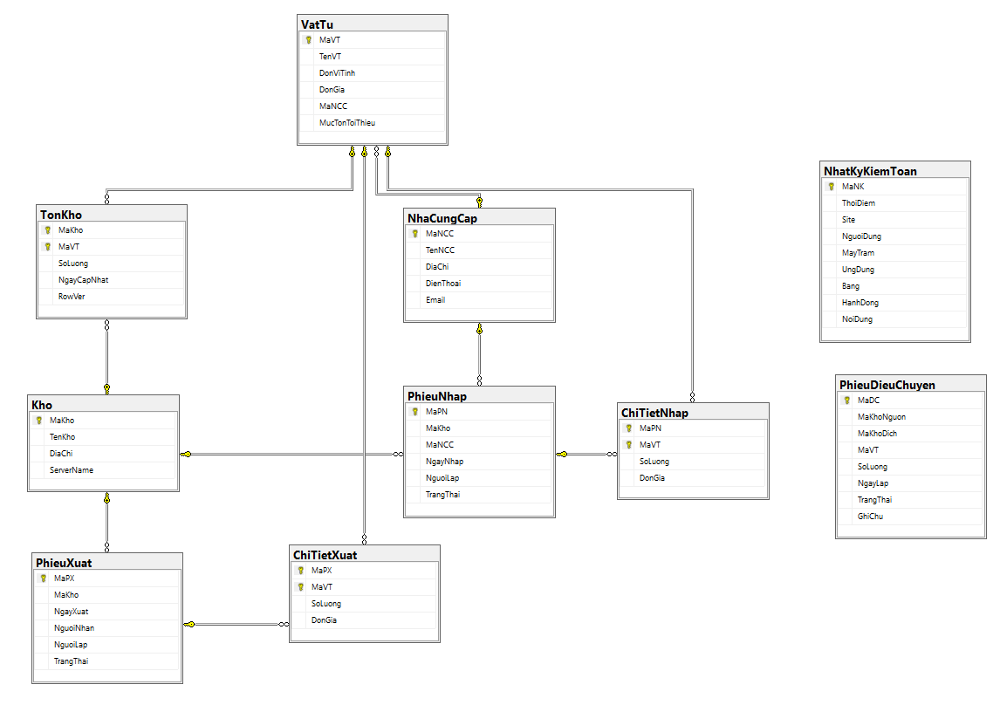 VatTu
MaVT
TenVT
DonViTinh
DonGia
MaNCC
MucTonToiThieu
TonKho
MaKho
MaVT
SoLuong
NgayCapNhat
RowVer
NhaCungCap
MaNCC
TenNCC
DiaChi
DienThoai
Email
NhatKyKiemToan
MaNK
ThoiDiem
Site
NguoiDung
MayTram
UngDung
Bang
HanhDong
NoiDung
Kho
MaKho
TenKho
DiaChi
ServerName
PhieuNhap
MaPN
MaKho
MaNCC
NgayNhap
NguoiLap
TrangThai
ChiTietNhap
MaPN
MaVT
SoLuong
DonGia
PhieuDieuChuyen
MaDC
MaKhoNguon
MaKhoDich
MaVT
SoLuong
NgayLap
TrangThai
GhiChu
PhieuXuat
MaPX
MaKho
NgayXuat
NguoiNhan
NguoiLap
TrangThai
ChiTietXuat
MaPX
MaVT
SoLuong
DonGia